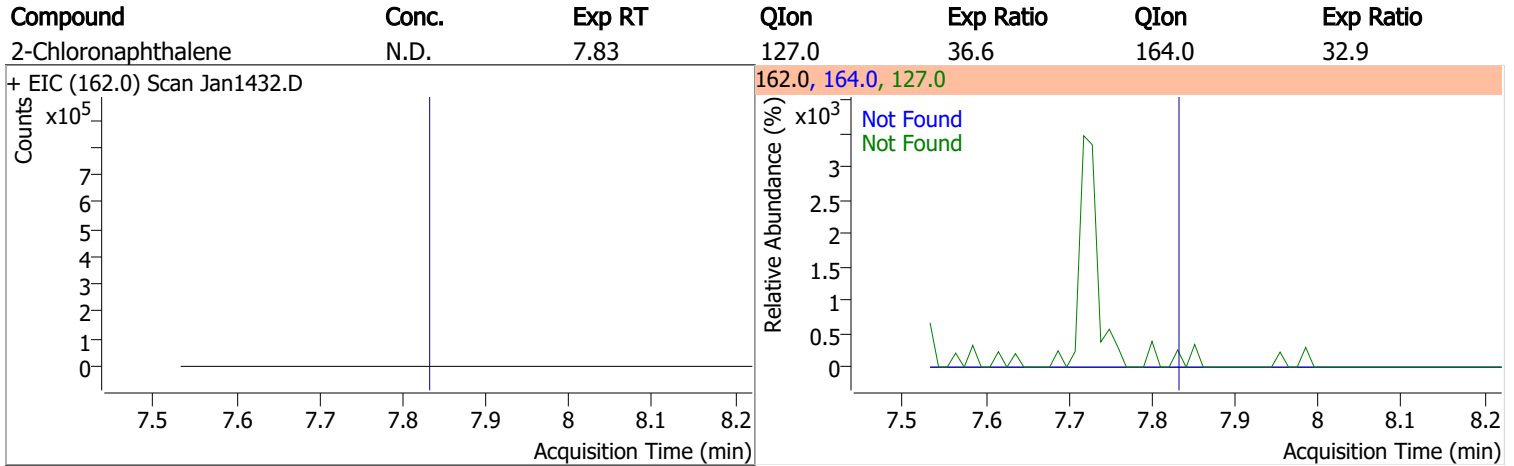 Compound Conc. Exp RT QIon Exp Ratio QIon Exp Ratio
2-Chloronaphthalene N.D. 7.83 127.0 36.6 164.0 32.9
+ EIC (162.0) Scan Jan1432.D
Counts
x10^5
7
6
5
4
3
2
1
0
7.5 7.6 7.7 7.8 7.9 8 8.1 8.2
Acquisition Time (min)
162.0, 164.0, 127.0
Relative Abundance (%)
x10^3
Not Found
Not Found
3
2.5
2
1.5
1
0.5
0
7.5 7.6 7.7 7.8 7.9 8 8.1 8.2
Acquisition Time (min)